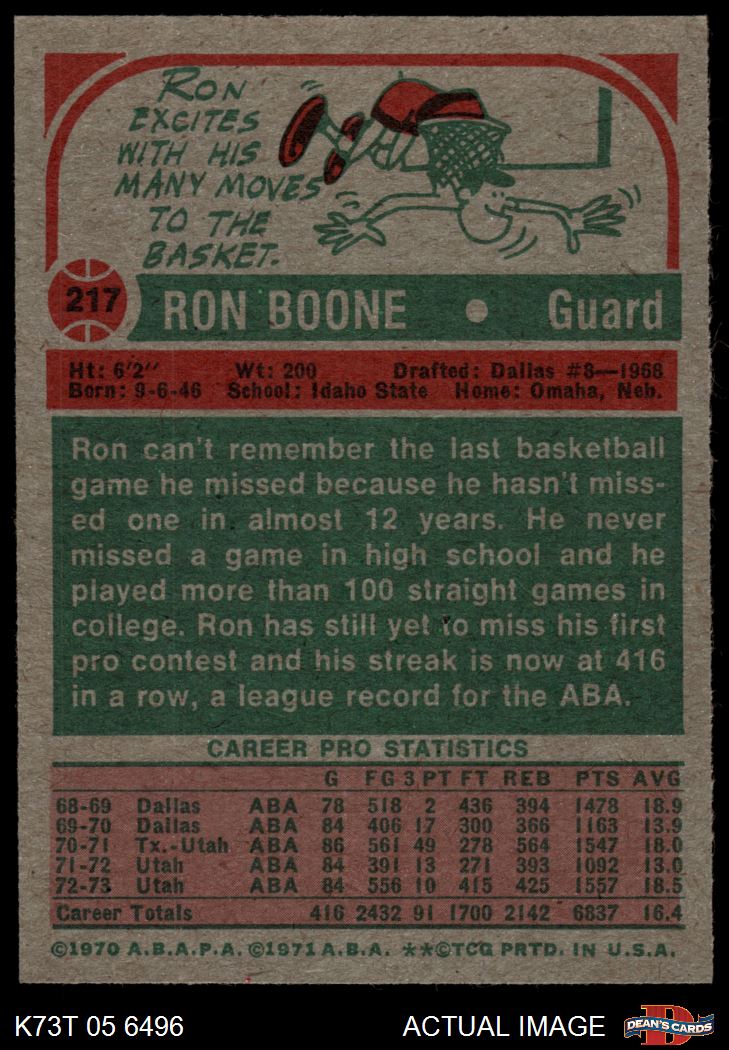 RON
EXCITES
WITH HIS
MANY MOVES
TO THE
BASKET.
217 RON BOONE • Guard
Ht: 6'2" Wt: 200 Drafted: Dallas #8—1968
Born: 9-6-46 School: Idaho State Home: Omaha, Neb.
Ron can't remember the last basketball
game he missed because he hasn't miss-
ed one in almost 12 years. He never
missed a game in high school and he
played more than 100 straight games in
college. Ron has still yet to miss his first
pro contest and his streak is now at 416
in a row, a league record for the ABA.
CAREER PRO STATISTICS
G FG 3 PT FT REB PTS AVG
68-69 Dallas ABA 78 518 2 436 394 1478 18.9
69-70 Dallas ABA 84 406 17 300 366 1163 13.9
70-71 Tx.-Utah ABA 86 561 49 278 564 1547 18.0
71-72 Utah ABA 84 391 13 271 393 1092 13.0
72-73 Utah ABA 84 556 10 415 425 1557 18.5
Career Totals 416 2432 91 1700 2142 6837 16.4
©1970 A.B.A.P.A. ©1971 A.B.A. **©TCG PRTD. IN U.S.A.
K73T 05 6496 ACTUAL IMAGE DEAN'S CARDS